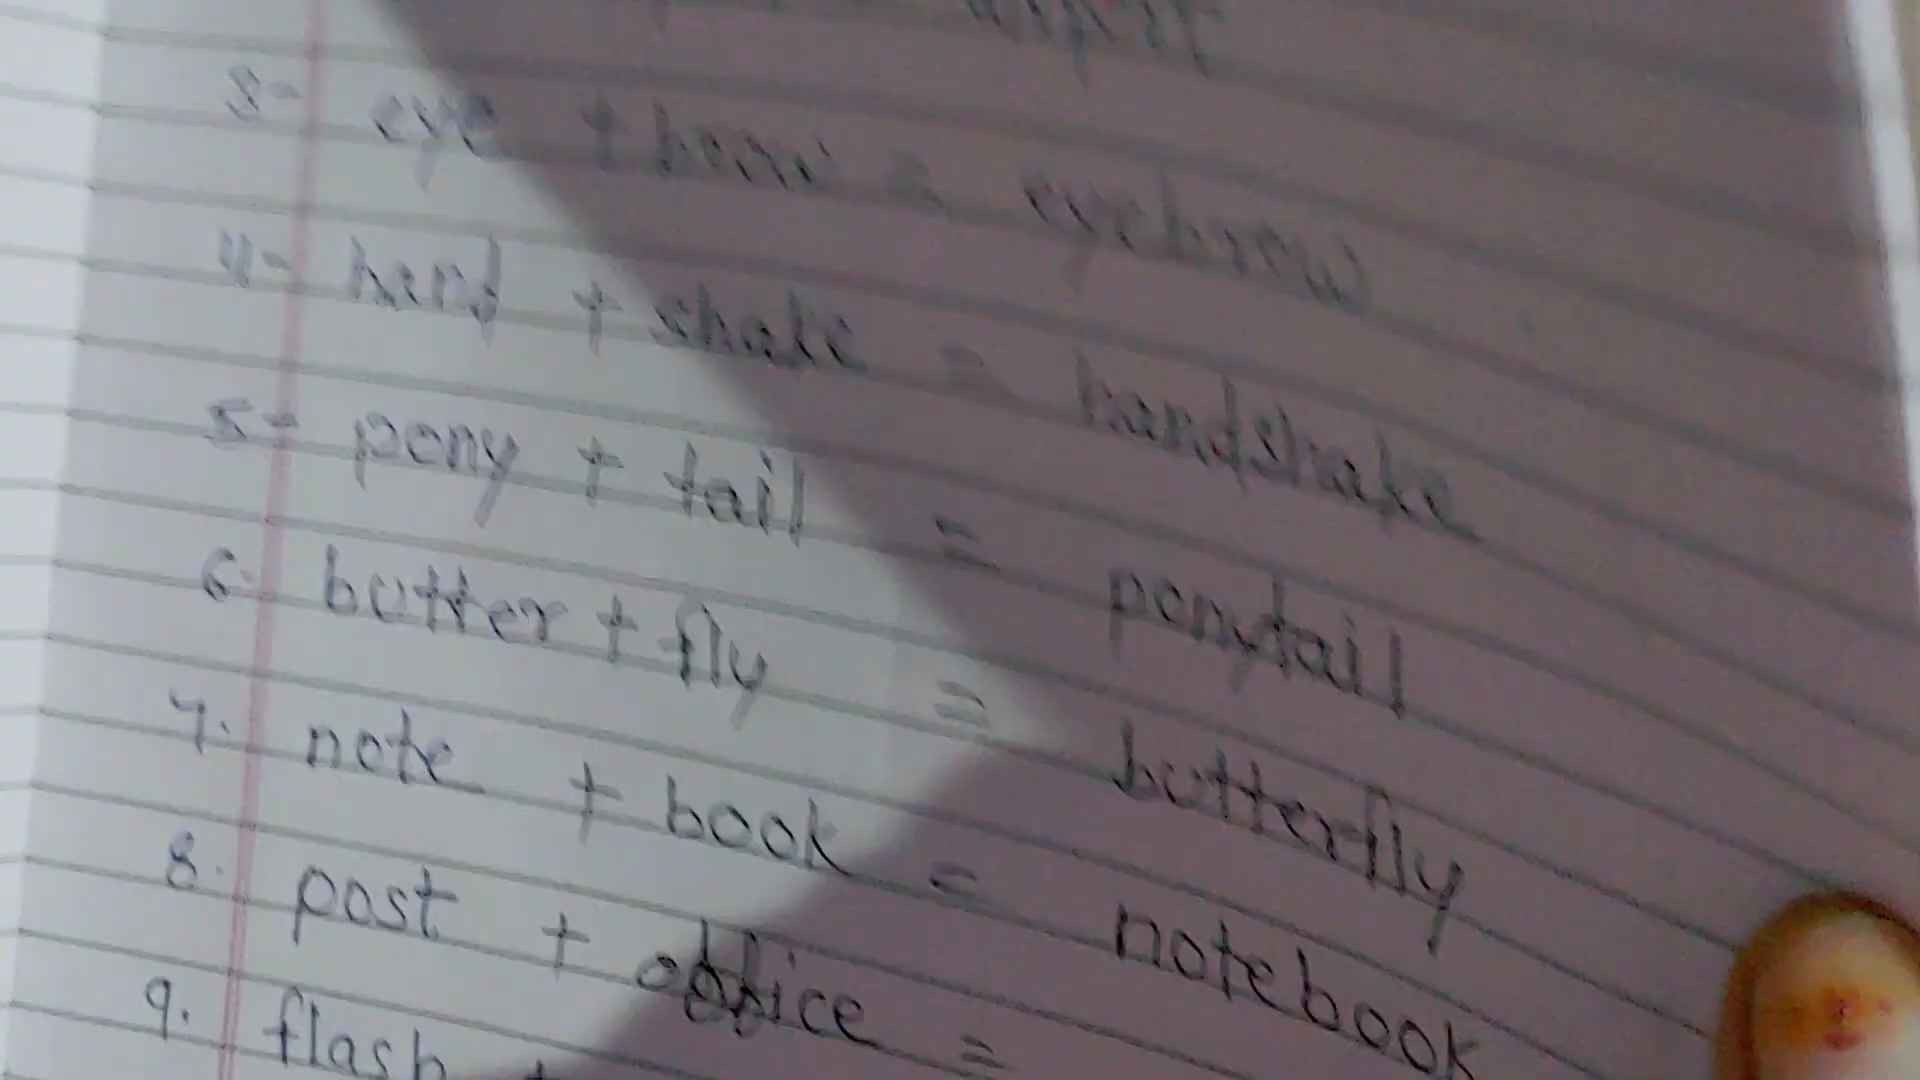 3- eye + = eyebrow
4- hand + shake = handshake
5- pony + tail = ponytail
6- butter + fly = butterfly
7. note + book = notebook
8. post + office =
9. flash +